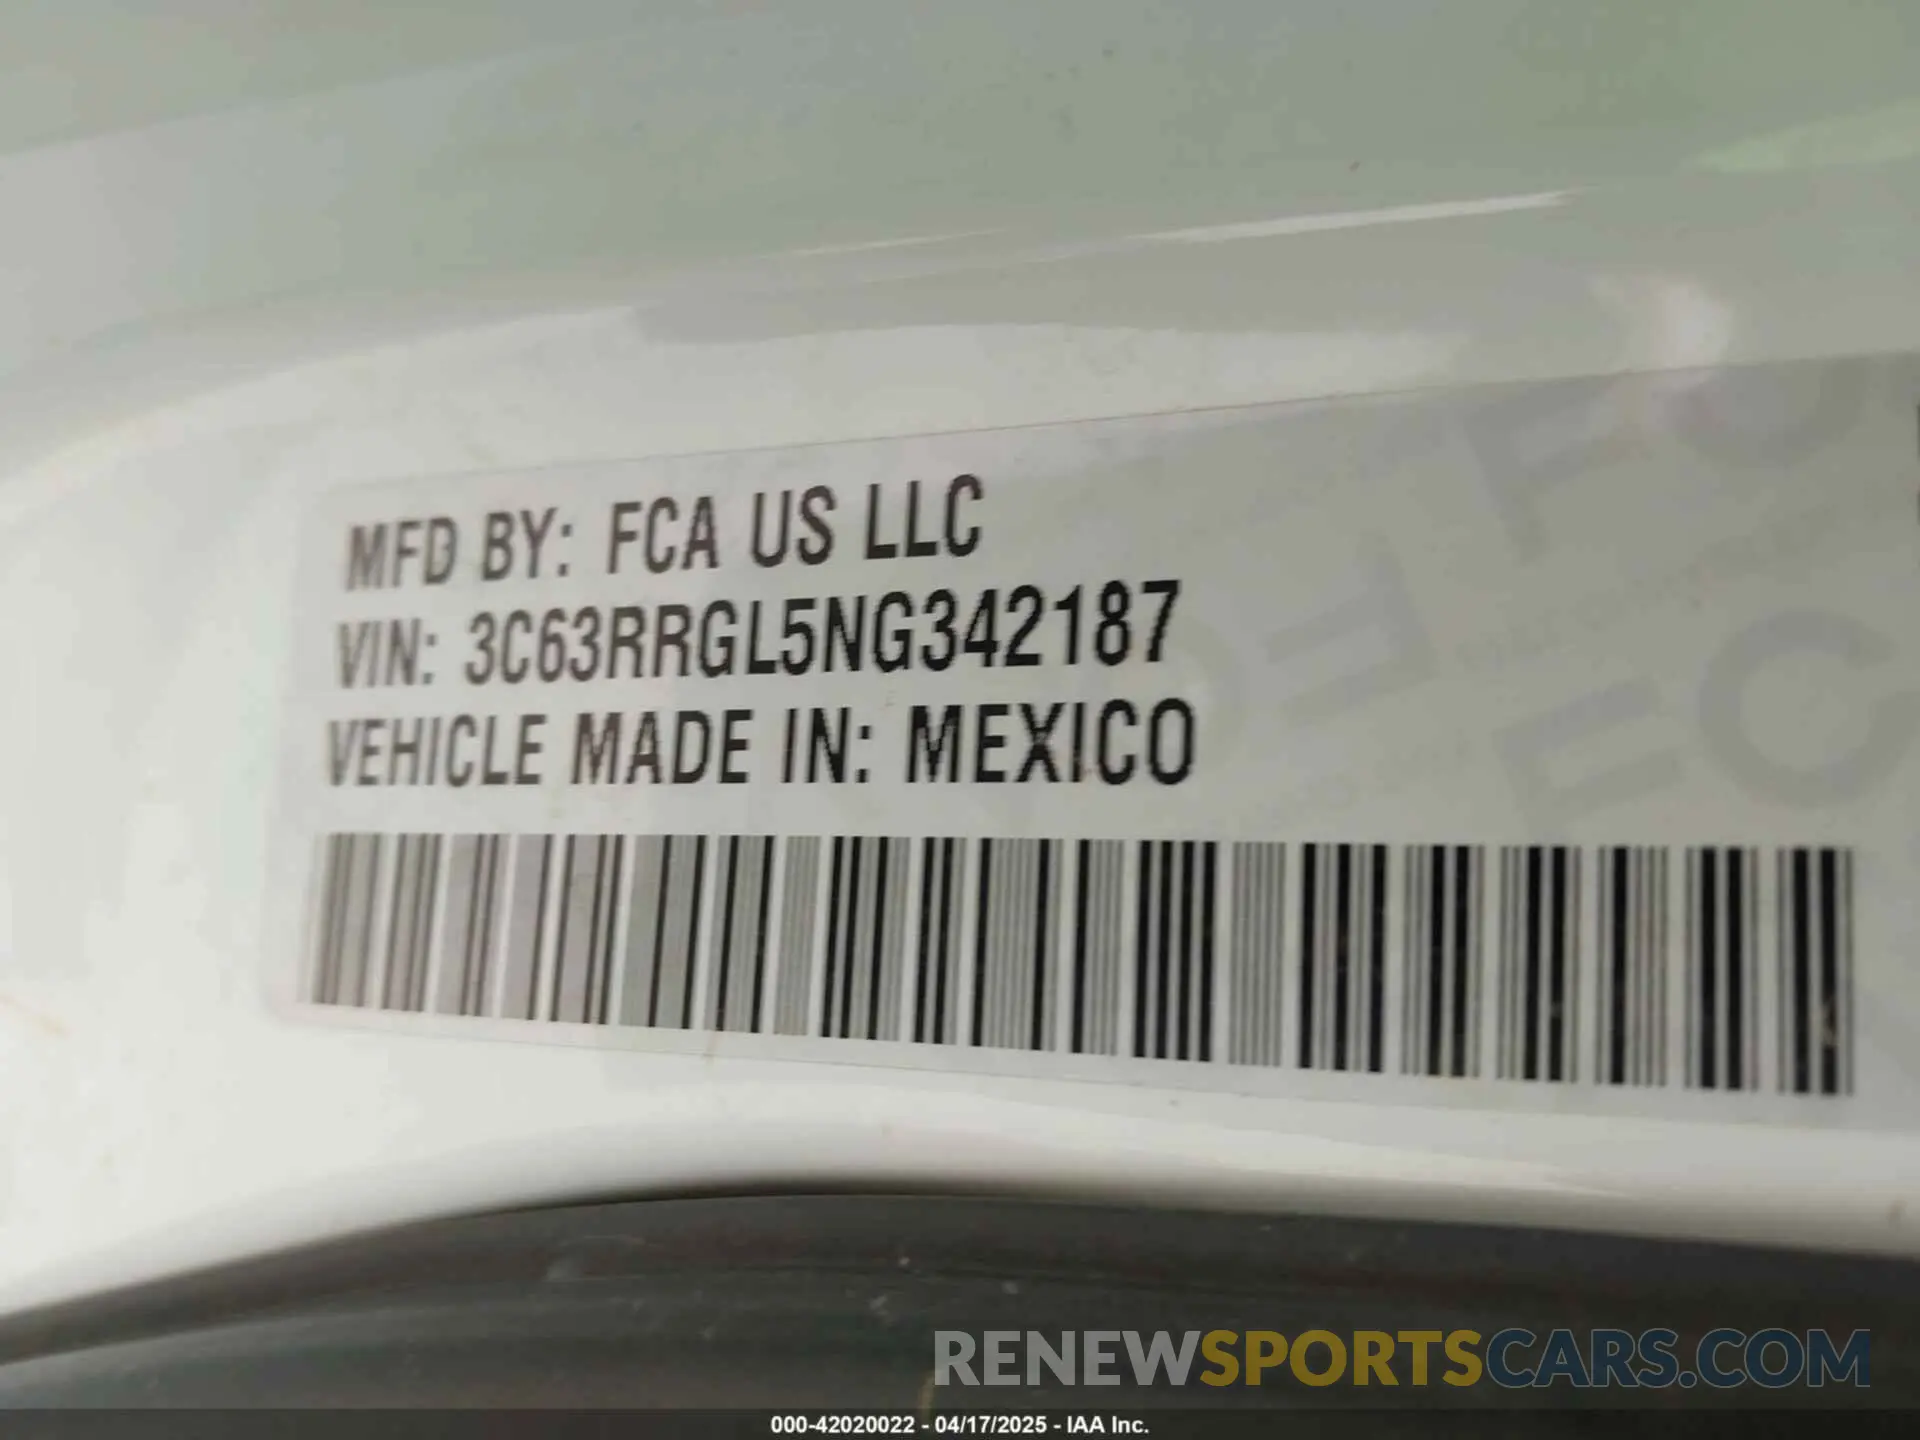 MFD BY: FCA US LLC
VIN: 3C63RRGL5NG342187
VEHICLE MADE IN: MEXICO
RENEWSPORTSCARS.COM
000-42020022 - 04/17/2025 - IAA Inc.